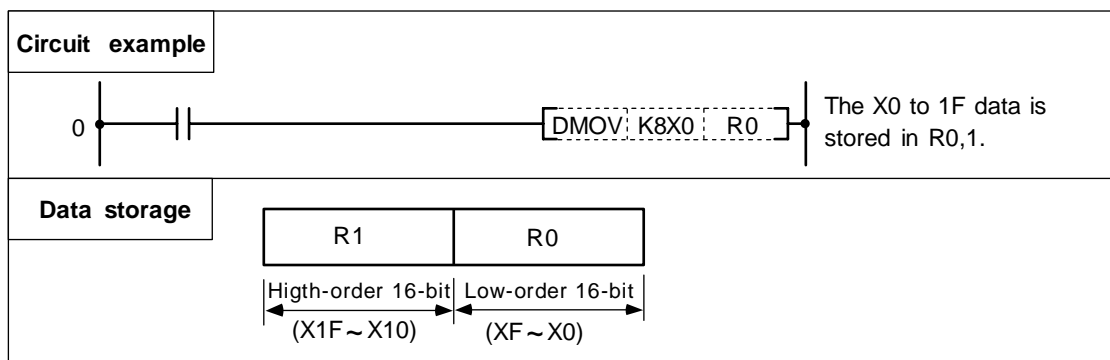 Circuit example
0
DMOV K8X0 R0
The X0 to 1F data is
stored in R0,1.
Data storage
R1 R0
Higth-order 16-bit Low-order 16-bit
(X1F~X10) (XF~X0)